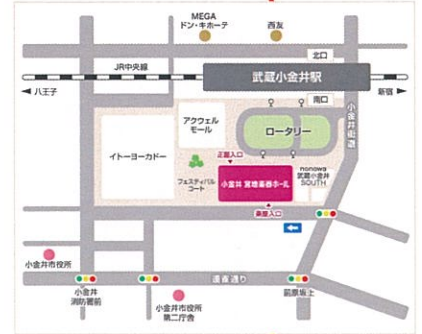 MEGA
ドン・キホーテ
西友
北口
JR中央線
武蔵小金井駅
八王子
新宿
南口
小金井街道
アクウェル
モール
ロータリー
イトーヨーカドー
正面入口
フェスティバル
コート
小金井 宮地楽器ホール
nonowa
武蔵小金井
SOUTH
楽屋入口
小金井市役所
小金井
消防署前
連雀通り
前原坂上
小金井市役所
第二庁舎